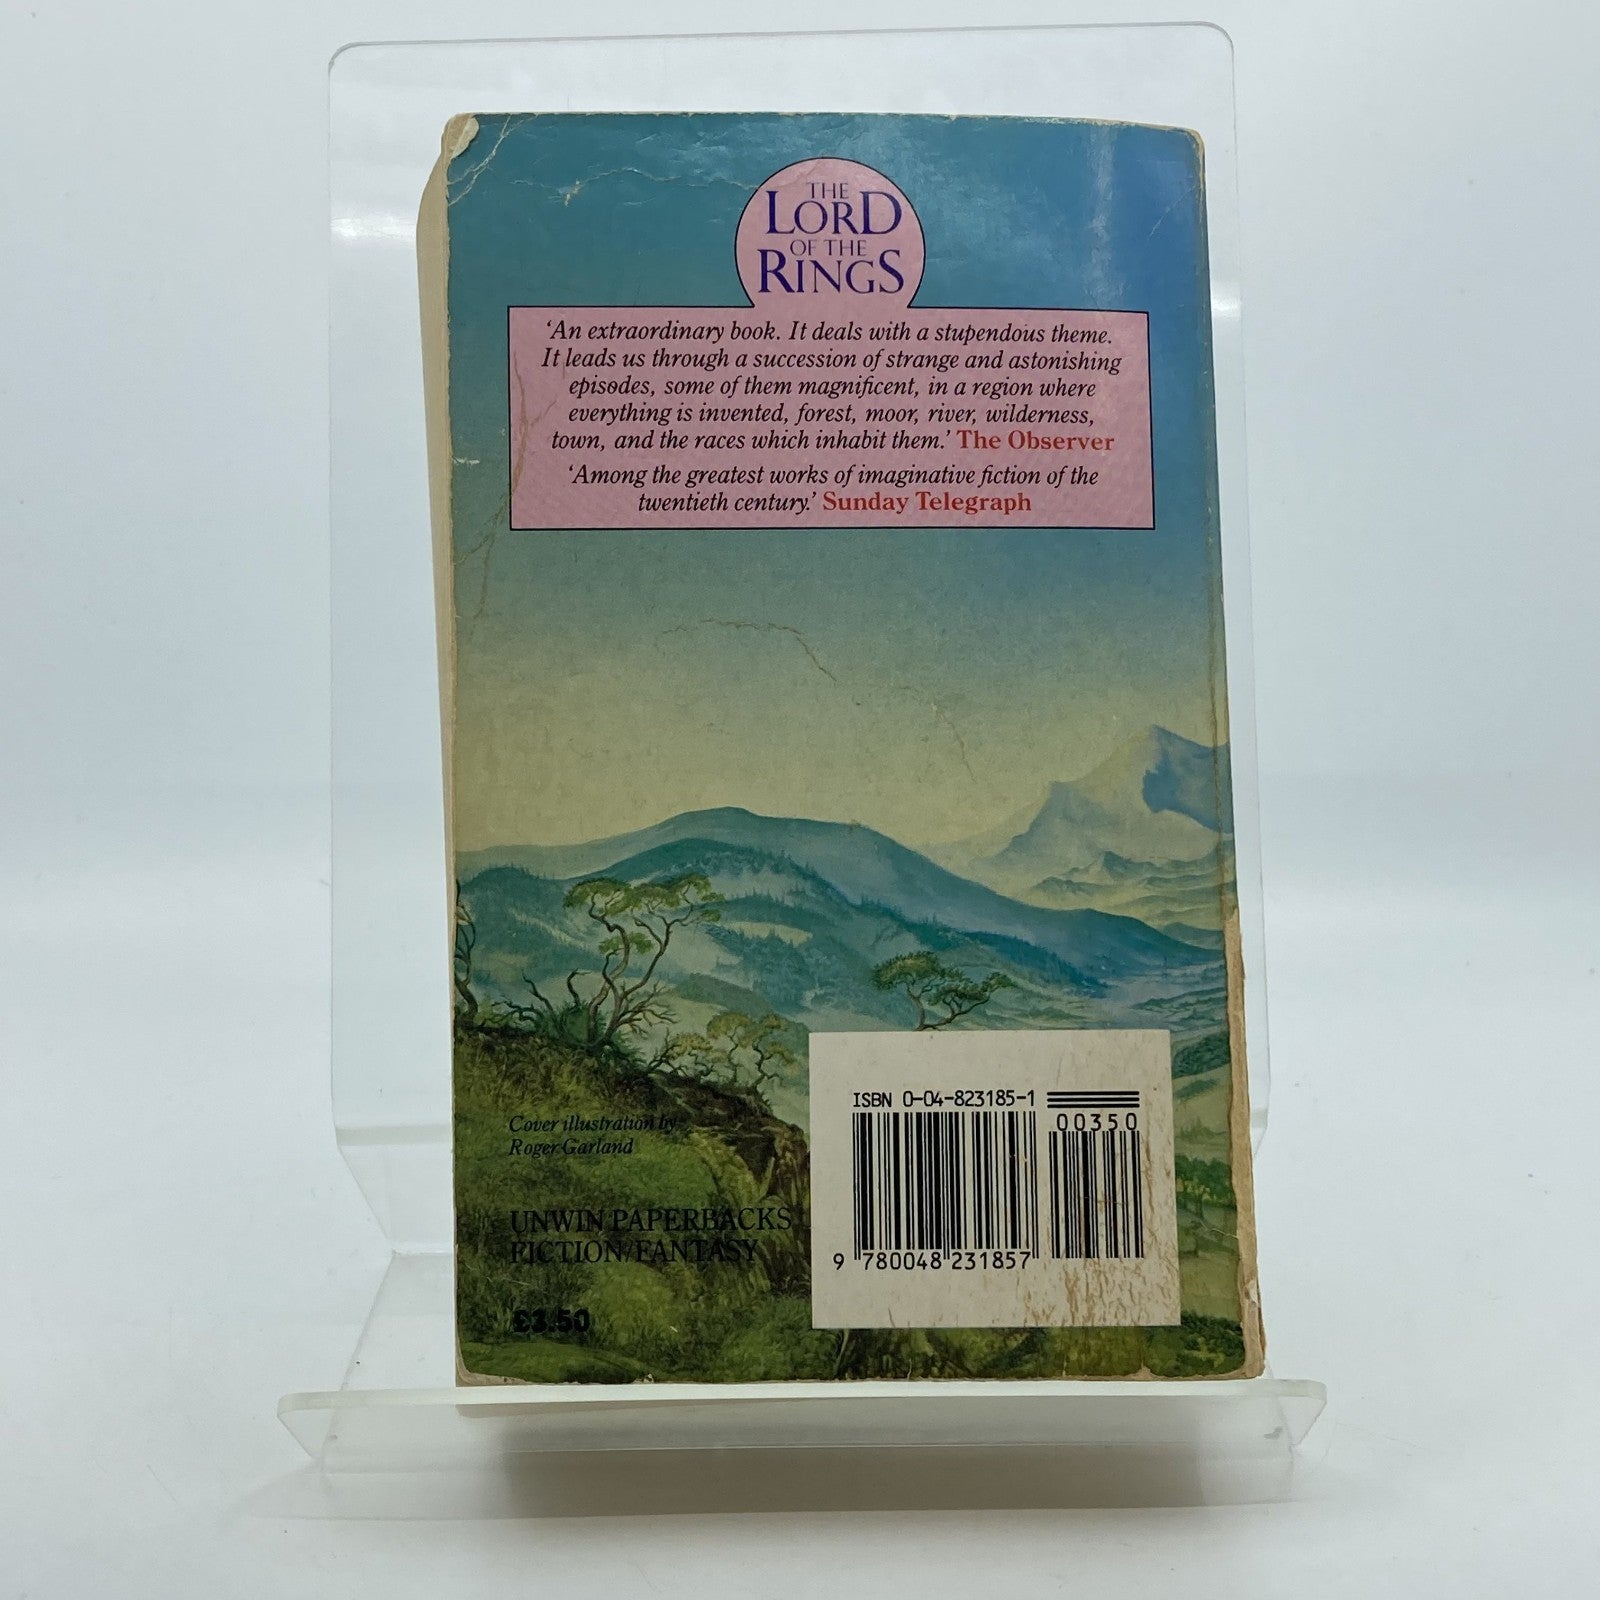 THE
LORD
OF THE
RINGS
‘An extraordinary book. It deals with a stupendous theme.
It leads us through a succession of strange and astonishing
episodes, some of them magnificent, in a region where
everything is invented, forest, moor, river, wilderness,
town, and the races which inhabit them.’ The Observer
‘Among the greatest works of imaginative fiction of the
twentieth century.’ Sunday Telegraph
Cover illustration by
Roger Garland
UNWIN PAPERBACKS
FICTION/FANTASY
£3.50
ISBN 0-04-823185-1
00350
9 780048 231857